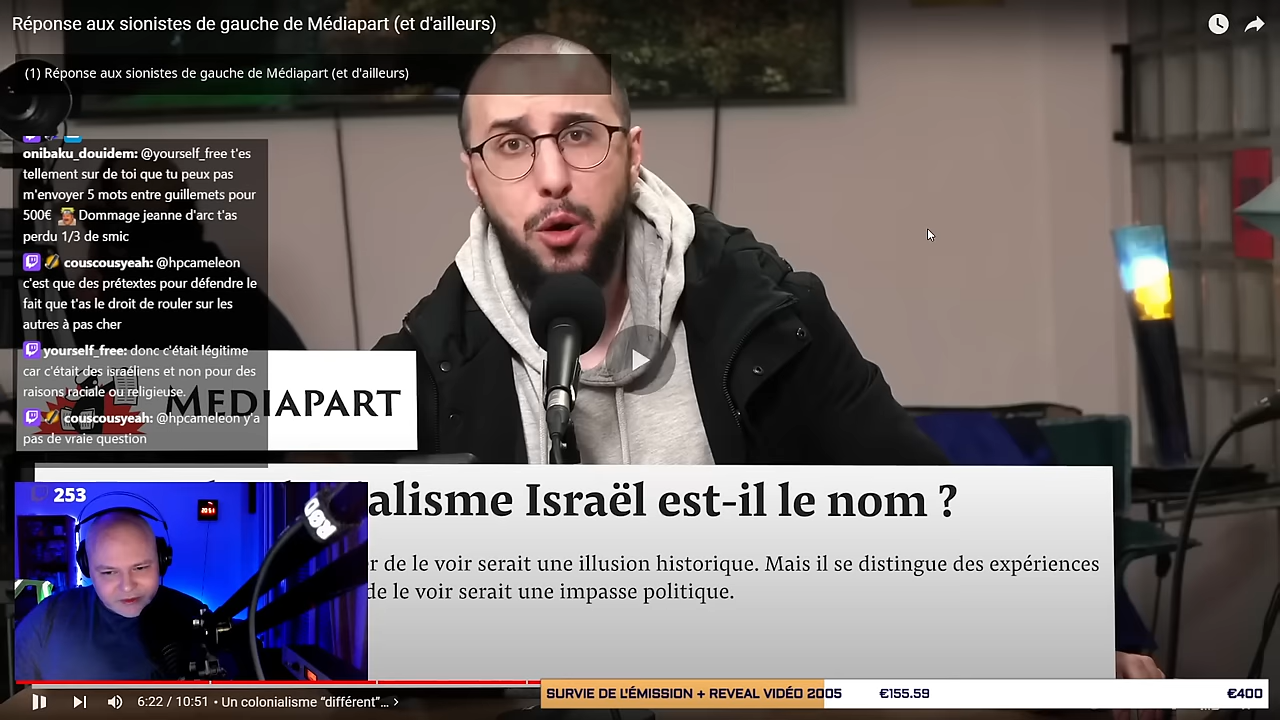 Réponse aux sionistes de gauche de Médiapart (et d'ailleurs)
(1) Réponse aux sionistes de gauche de Médiapart (et d'ailleurs)
onibaku_douidem: @yourself_free t'es
tellement sur de toi que tu peux pas
m'envoyer 5 mots entre guillemets pour
500€ Dommage jeanne d'arc t'as
perdu 1/3 de smic
couscousyeah: @hpcameleon
c'est que des prétextes pour défendre le
fait que t'as le droit de rouler sur les
autres à pas cher
yourself_free: donc c'était légitime
car c'était des israéliens et non pour des
raisons raciale ou religieuse.
couscousyeah: @hpcameleon y'a
pas de vraie question
MEDIAPART
alisme Israël est-il le nom ?
er de le voir serait une illusion historique. Mais il se distingue des expériences
de le voir serait une impasse politique.
253
6:22 / 10:51 • Un colonialisme "différent"… >
SURVIE DE L'ÉMISSION + REVEAL VIDÉO 2005 €155.59 €400